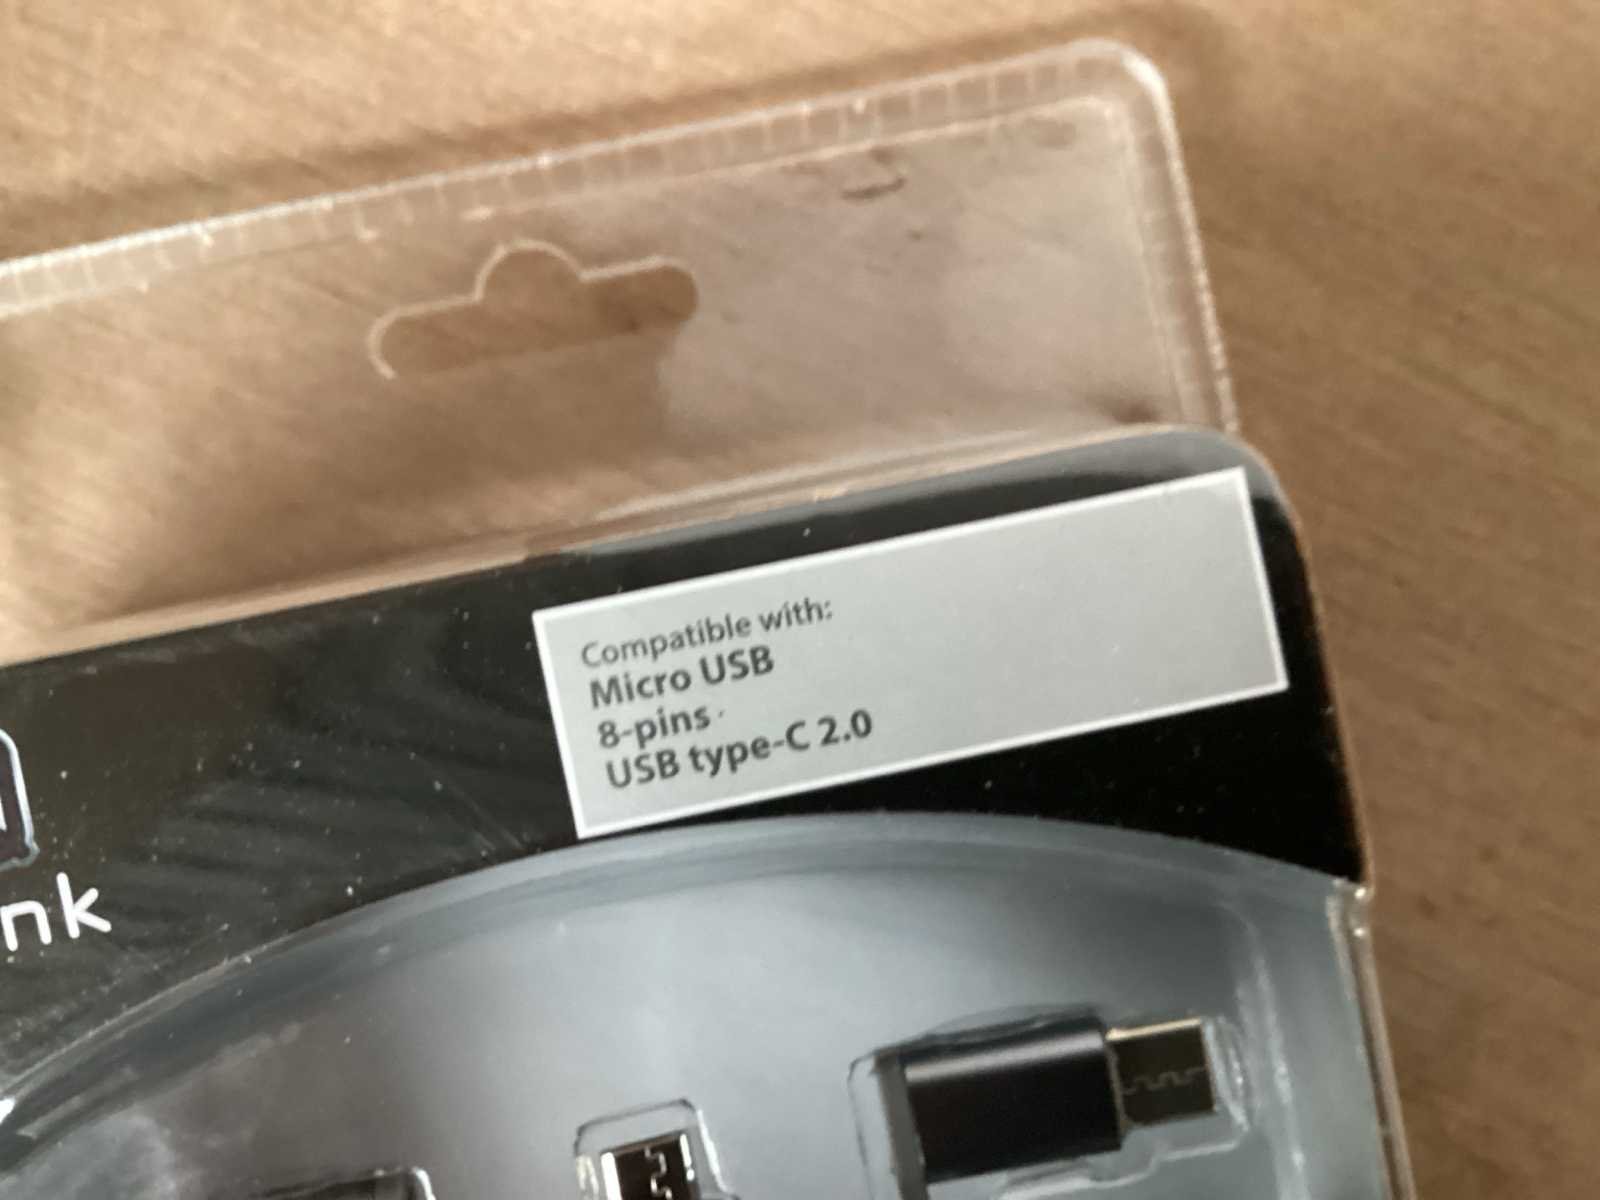 Compatible with:
Micro USB
8-pins
USB type-C 2.0
nk